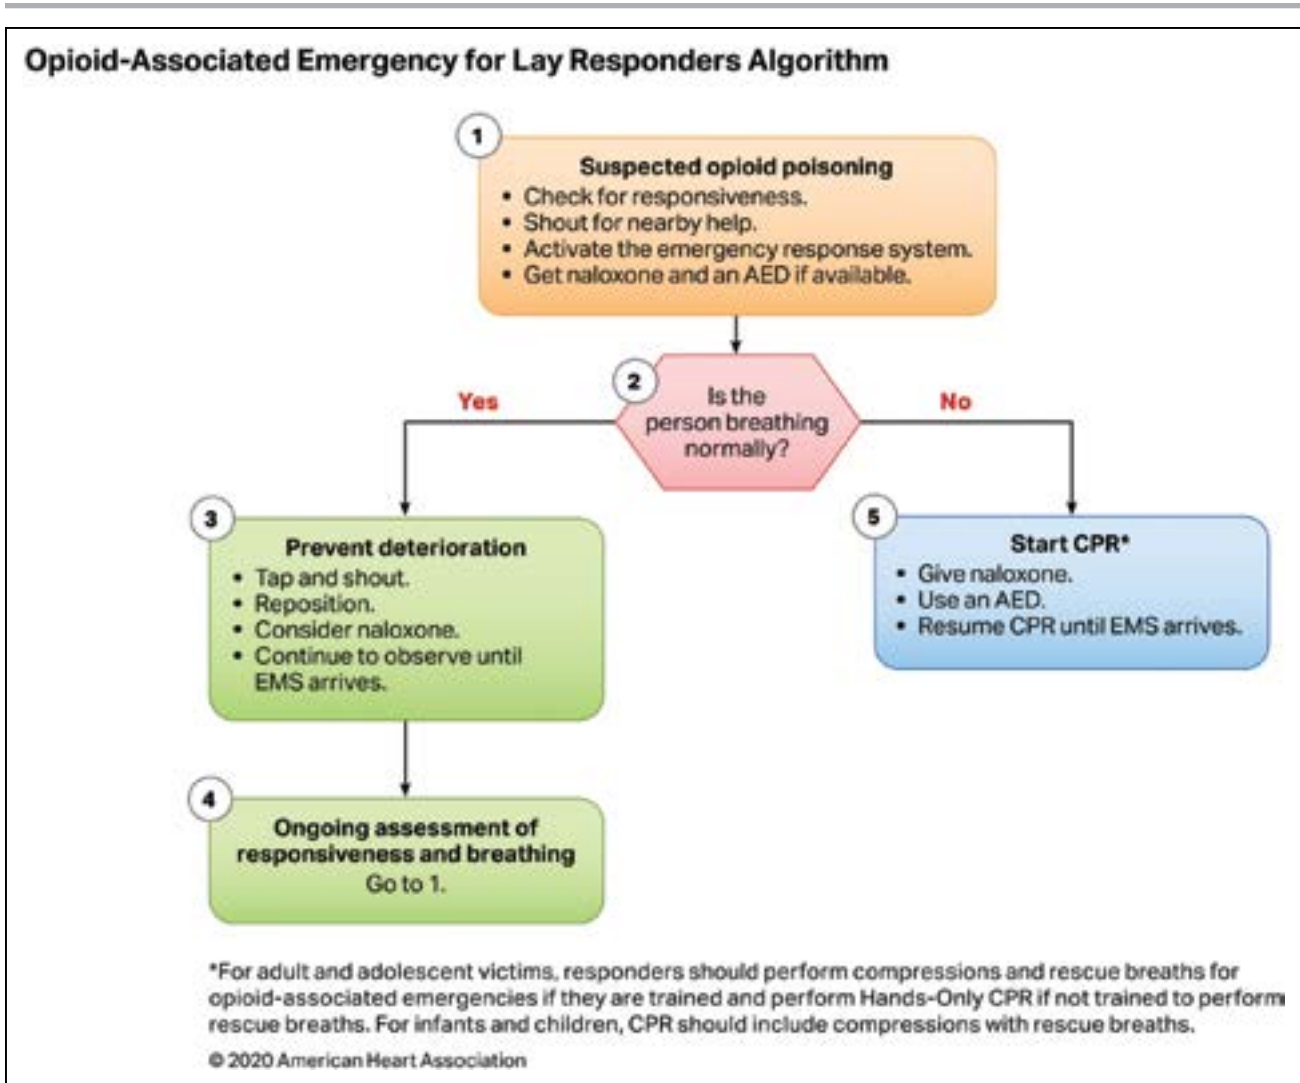 Opioid-Associated Emergency for Lay Responders Algorithm
1
Suspected opioid poisoning
• Check for responsiveness.
• Shout for nearby help.
• Activate the emergency response system.
• Get naloxone and an AED if available.
2
Is the
person breathing
normally?
Yes
No
3
Prevent deterioration
• Tap and shout.
• Reposition.
• Consider naloxone.
• Continue to observe until
EMS arrives.
5
Start CPR*
• Give naloxone.
• Use an AED.
• Resume CPR until EMS arrives.
4
Ongoing assessment of
responsiveness and breathing
Go to 1.
*For adult and adolescent victims, responders should perform compressions and rescue breaths for
opioid-associated emergencies if they are trained and perform Hands-Only CPR if not trained to perform
rescue breaths. For infants and children, CPR should include compressions with rescue breaths.
© 2020 American Heart Association